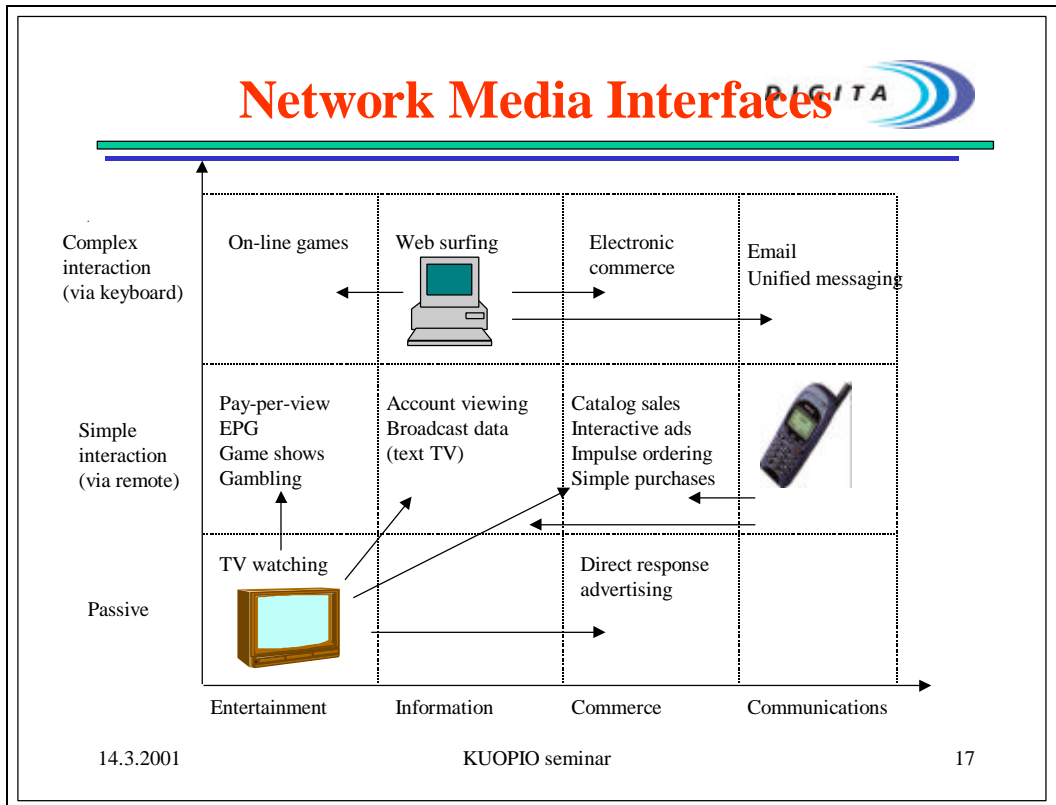 Network Media Interfaces
DIGITA
Complex
interaction
(via keyboard)
On-line games
Web surfing
Electronic
commerce
Email
Unified messaging
Simple
interaction
(via remote)
Pay-per-view
EPG
Game shows
Gambling
Account viewing
Broadcast data
(text TV)
Catalog sales
Interactive ads
Impulse ordering
Simple purchases
Passive
TV watching
Direct response
advertising
Entertainment
Information
Commerce
Communications
14.3.2001
KUOPIO seminar
17